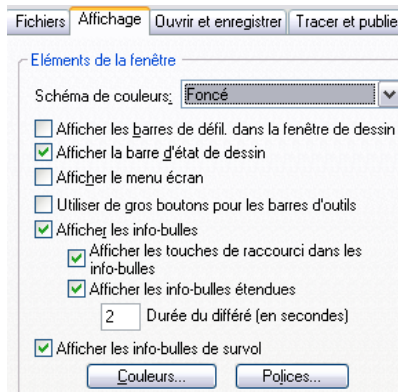 Fichiers Affichage Ouvrir et enregistrer Tracer et publie
Eléments de la fenêtre
Schéma de couleurs: Foncé
Afficher les barres de défil. dans la fenêtre de dessin
Afficher la barre d'état de dessin
Afficher le menu écran
Utiliser de gros boutons pour les barres d'outils
Afficher les info-bulles
Afficher les touches de raccourci dans les
info-bulles
Afficher les info-bulles étendues
2 Durée du différé (en secondes)
Afficher les info-bulles de survol
Couleurs... Polices...